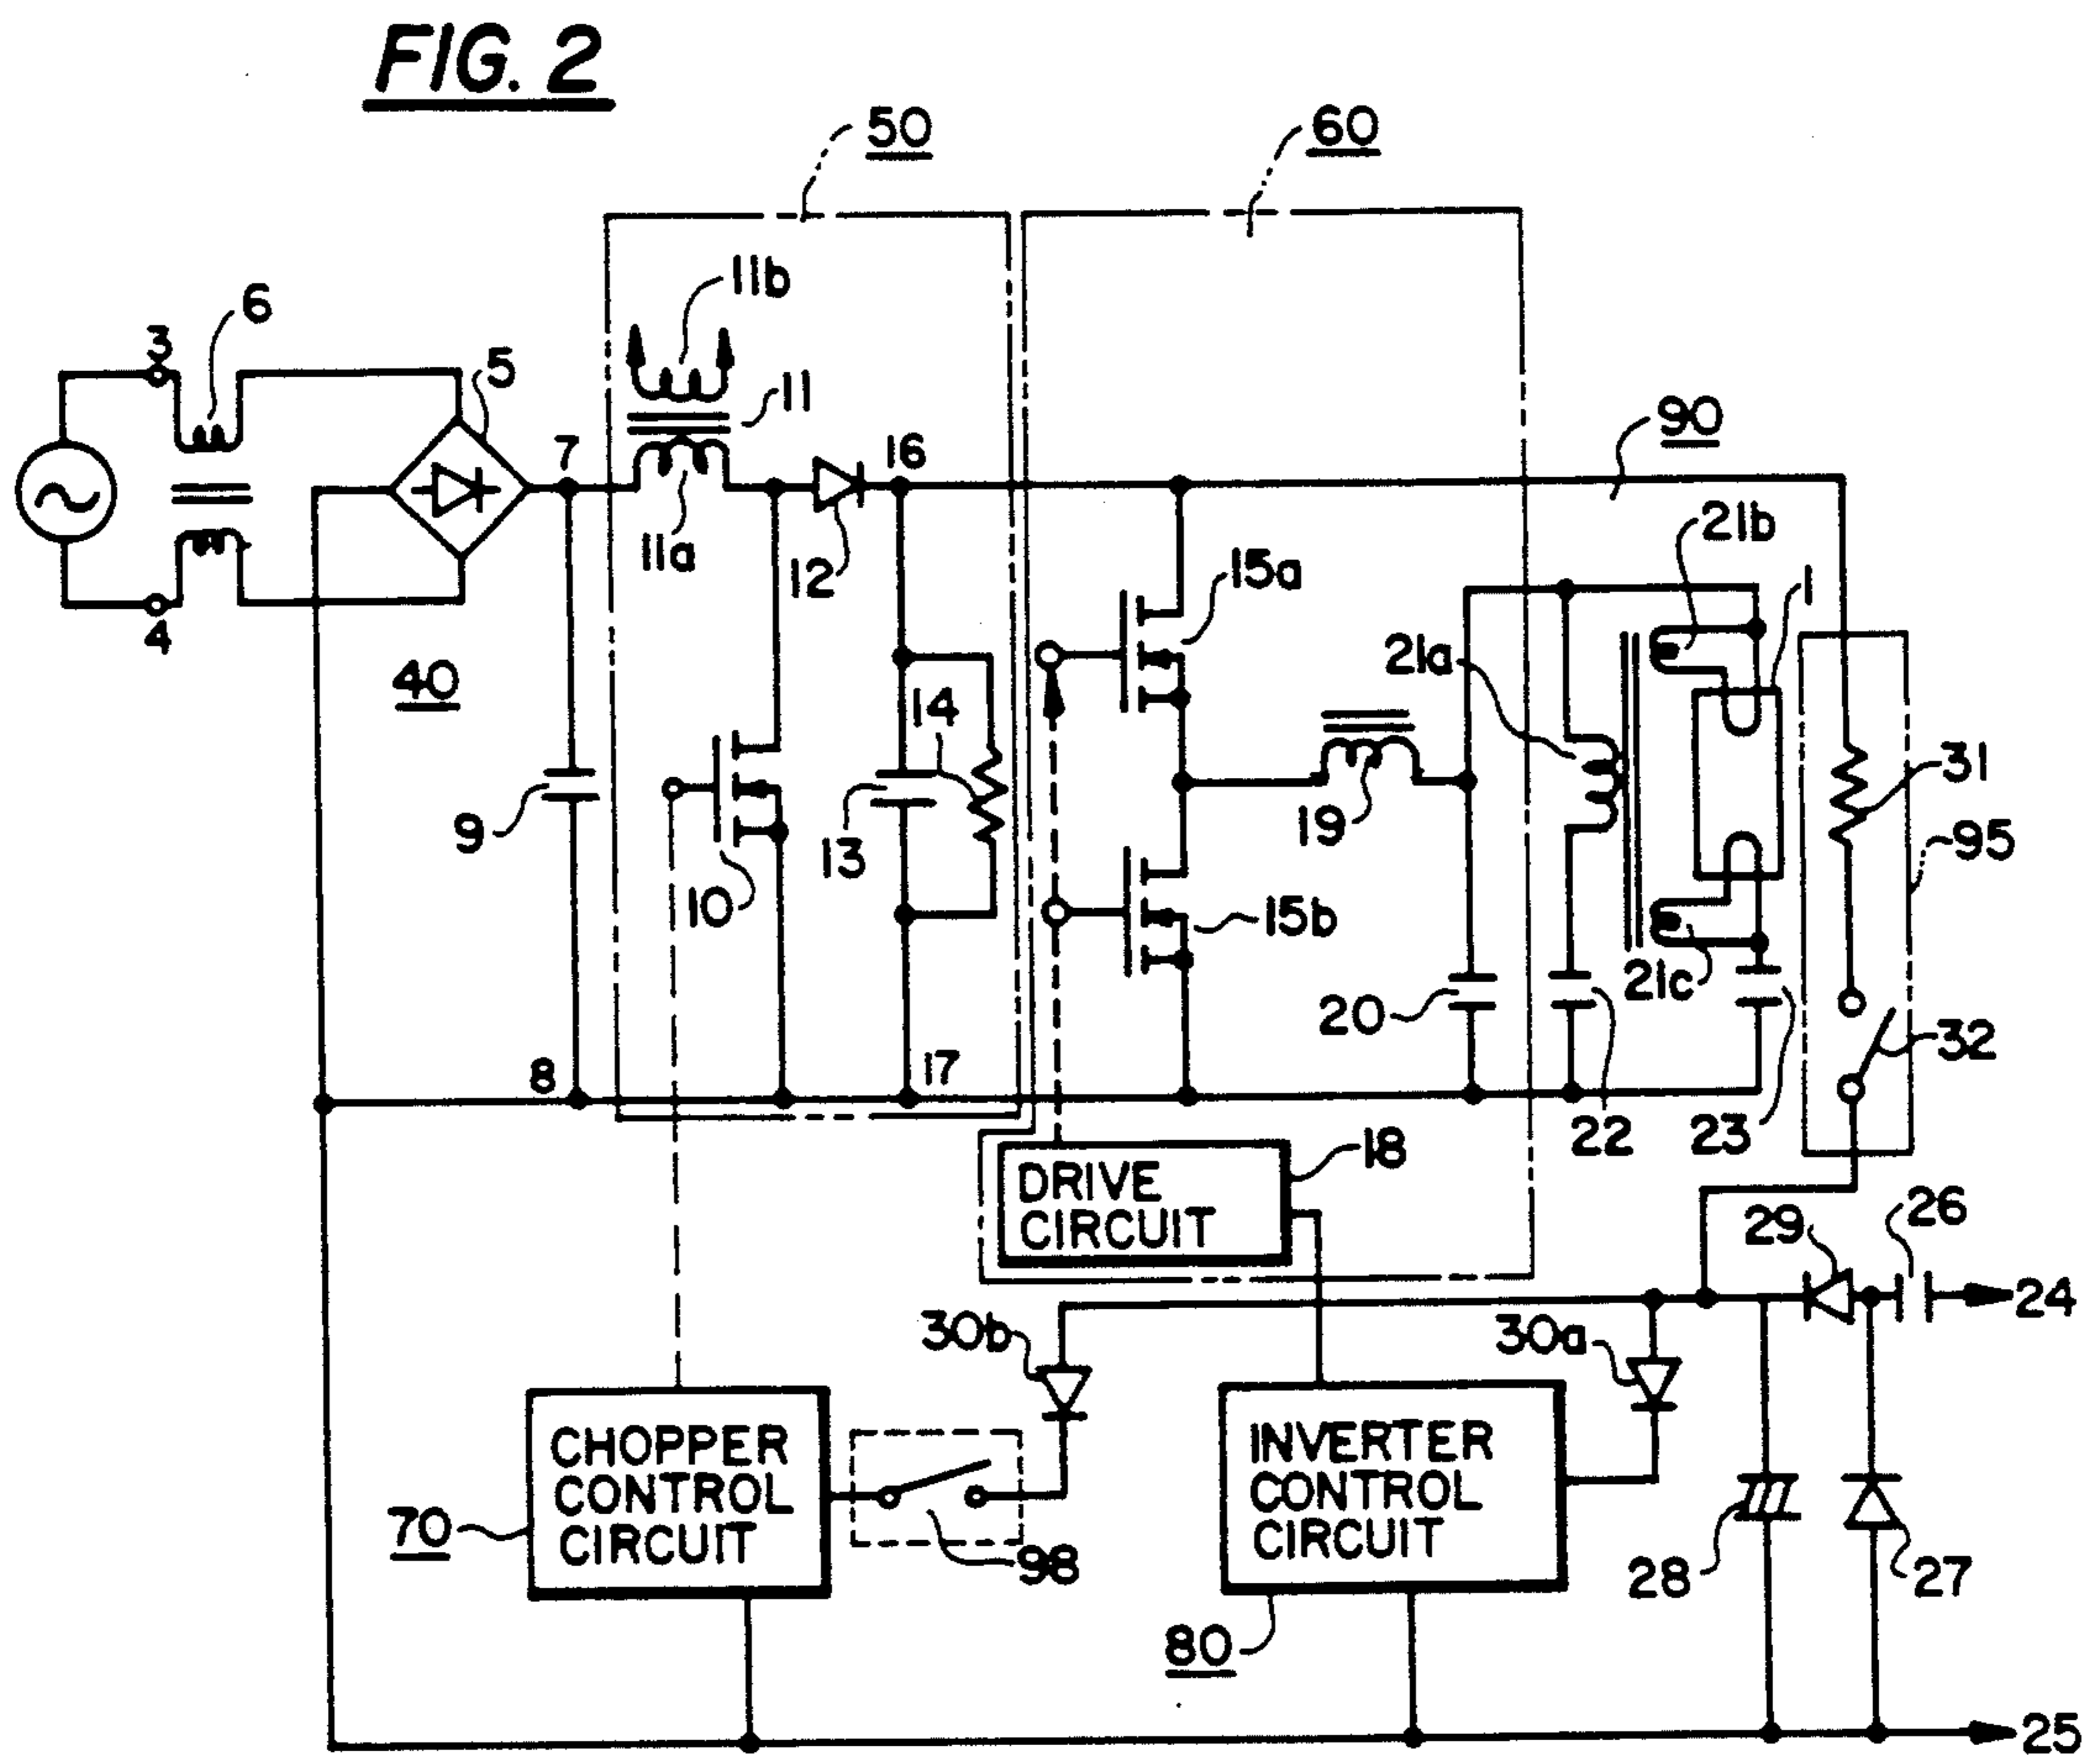 FIG. 2
50
60
11b
6
3
5
11
7
16
90
21b
11a
12
15a
1
4
40
21a
14
31
9
13
19
95
10
15b
21c
20
32
8
17
22
23
18
DRIVE
CIRCUIT
26
29
24
30b
30a
CHOPPER
CONTROL
CIRCUIT
INVERTER
CONTROL
CIRCUIT
70
98
28
27
80
25